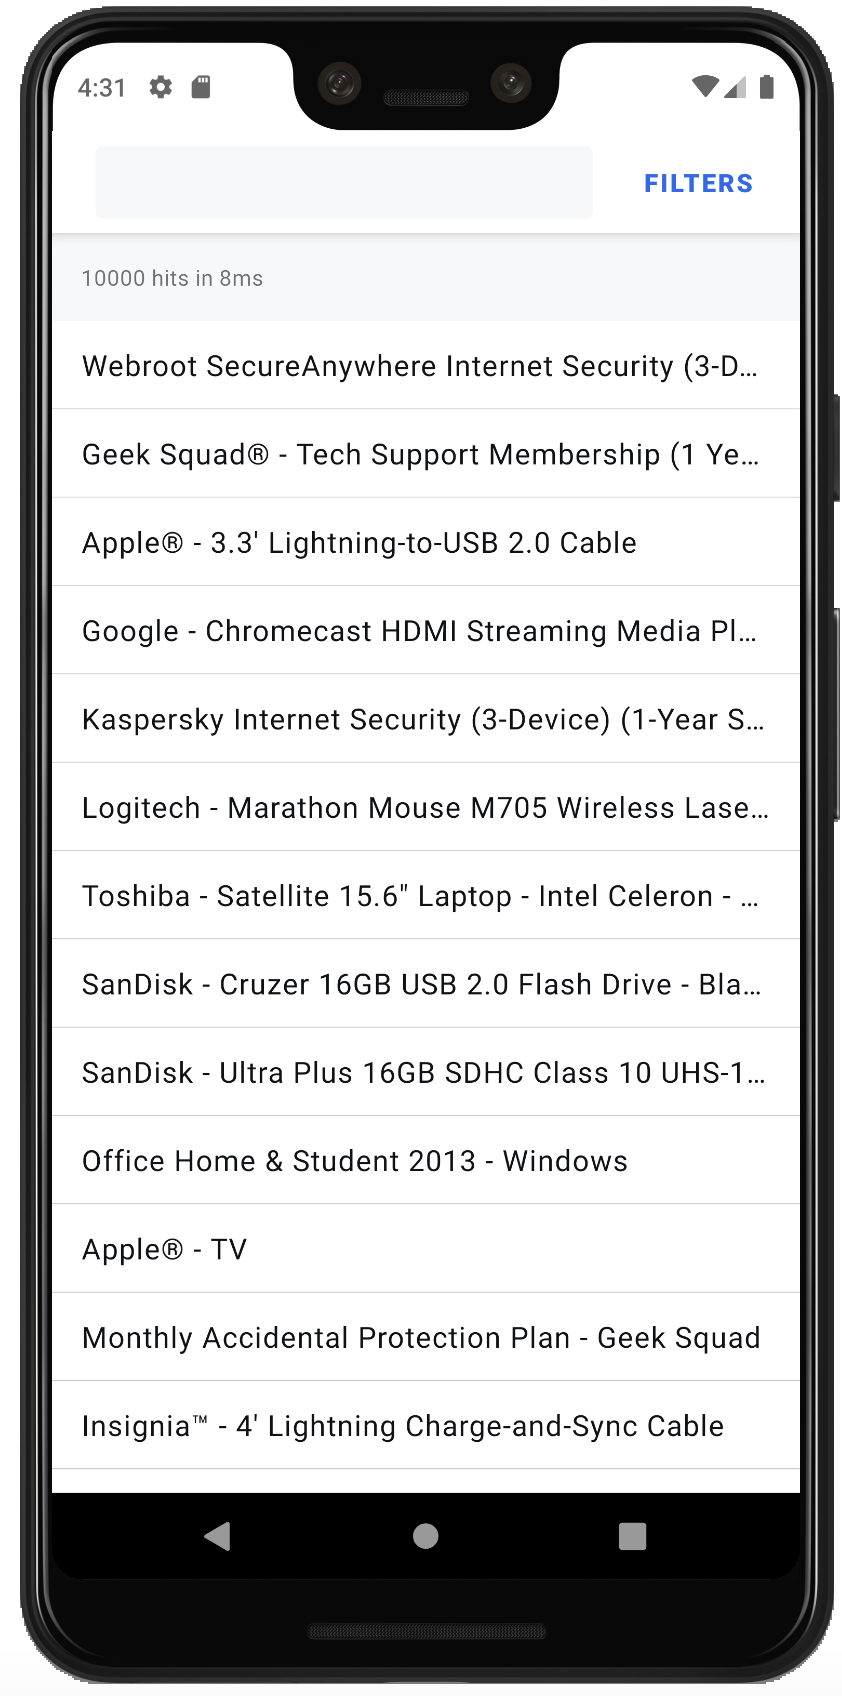 4:31
FILTERS
10000 hits in 8ms
Webroot SecureAnywhere Internet Security (3-D...
Geek Squad® - Tech Support Membership (1 Ye...
Apple® - 3.3' Lightning-to-USB 2.0 Cable
Google - Chromecast HDMI Streaming Media Pl...
Kaspersky Internet Security (3-Device) (1-Year S...
Logitech - Marathon Mouse M705 Wireless Lase...
Toshiba - Satellite 15.6" Laptop - Intel Celeron - ...
SanDisk - Cruzer 16GB USB 2.0 Flash Drive - Bla...
SanDisk - Ultra Plus 16GB SDHC Class 10 UHS-1...
Office Home & Student 2013 - Windows
Apple® - TV
Monthly Accidental Protection Plan - Geek Squad
Insignia™ - 4' Lightning Charge-and-Sync Cable